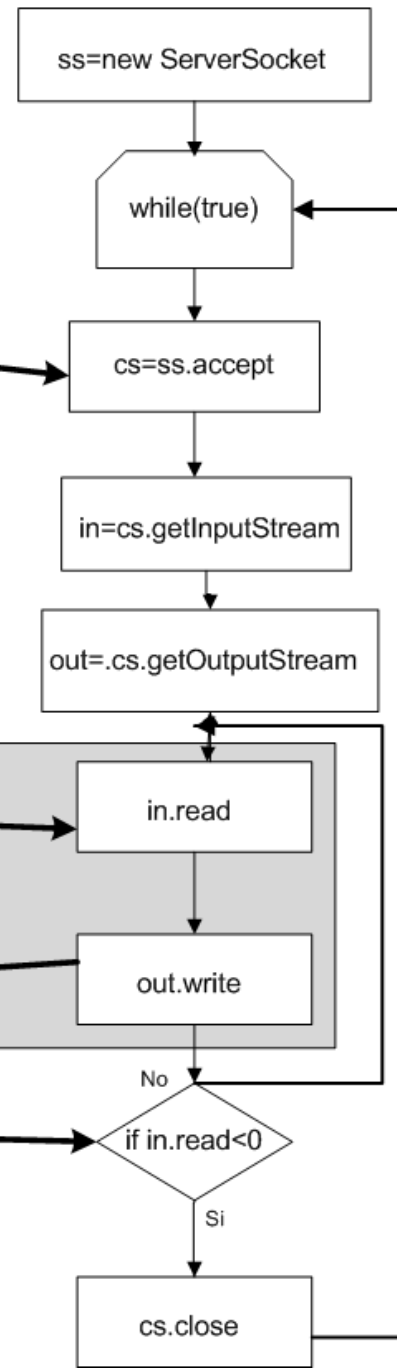 ss=new ServerSocket
while(true)
cs=ss.accept
in=cs.getInputStream
out=.cs.getOutputStream
in.read
out.write
No
if in.read<0
Si
cs.close